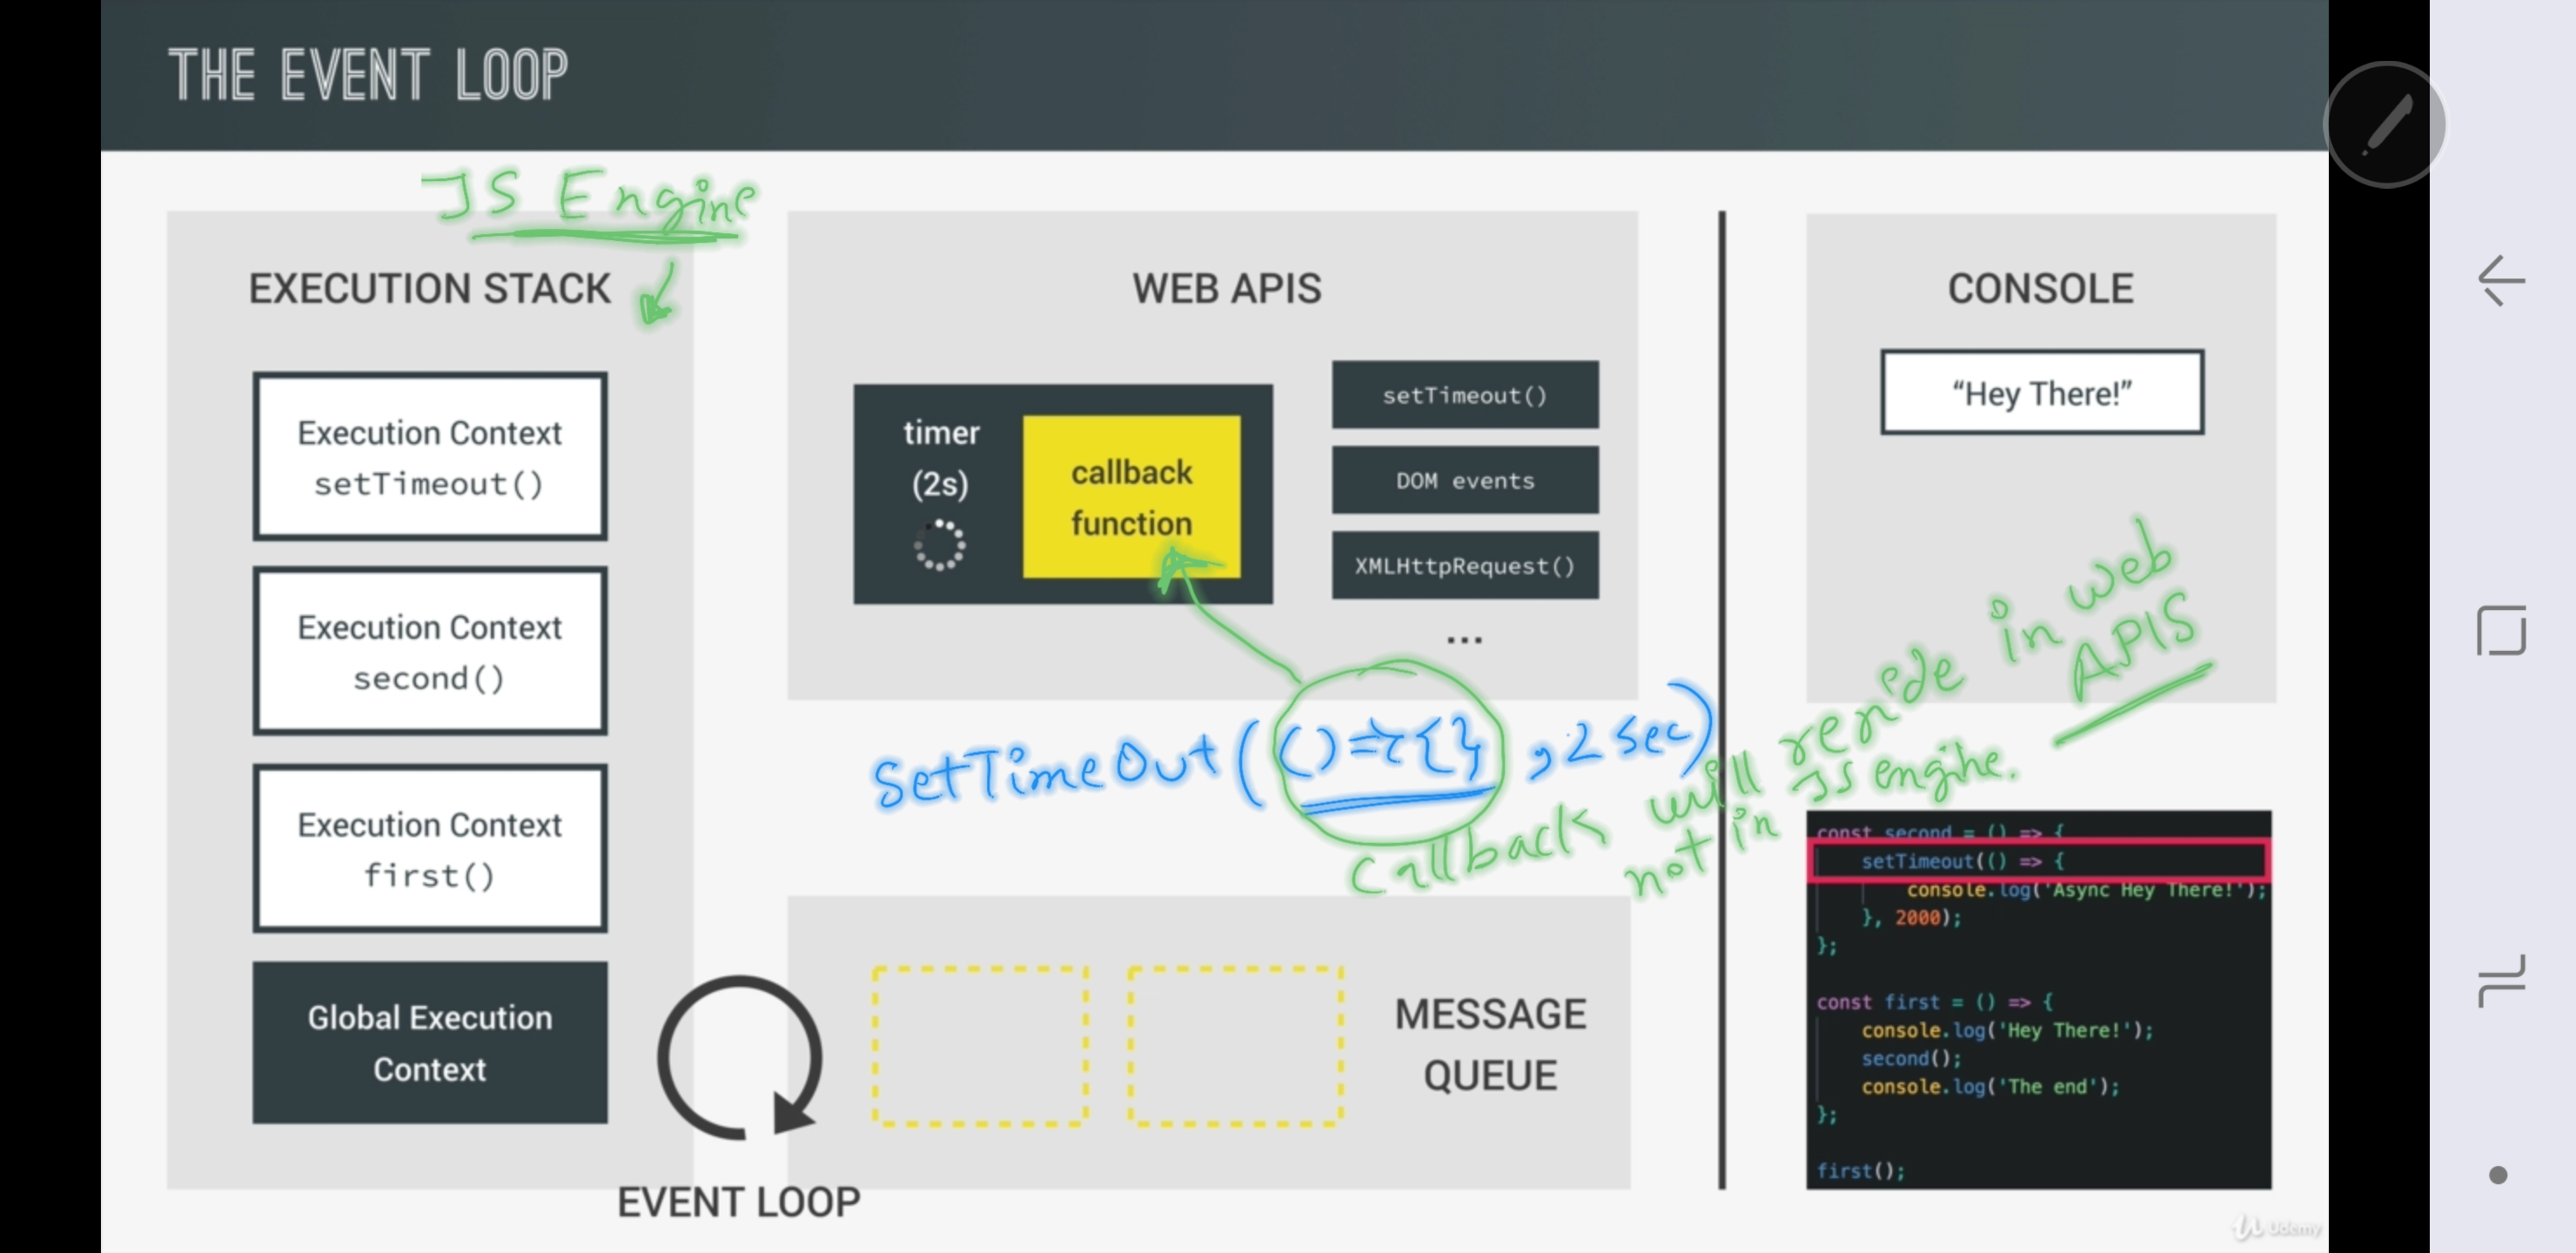 THE EVENT LOOP
JS Engine
EXECUTION STACK
Execution Context
setTimeout()
Execution Context
second()
Execution Context
first()
Global Execution
Context
EVENT LOOP
WEB APIS
timer
(2s)
callback
function
setTimeout()
DOM events
XMLHttpRequest()
...
SetTimeOut(()=>{}, 2 sec)
Callback will reside in web
APIS
not in JS engine.
MESSAGE
QUEUE
CONSOLE
“Hey There!”
const second = () => {
setTimeout(() => {
console.log('Async Hey There!');
}, 2000);
};
const first = () => {
console.log('Hey There!');
second();
console.log('The end');
};
first();
Udemy